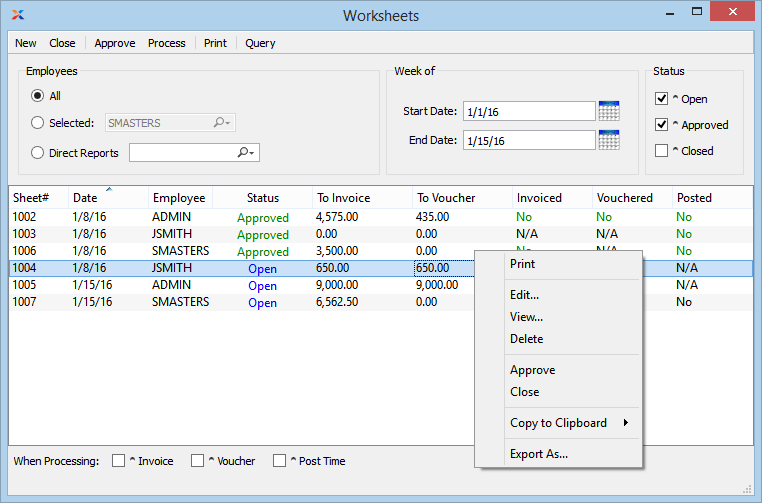 Worksheets
New Close Approve Process Print Query
Employees Week of Status
All
Selected: SMASTERS
Direct Reports
Start Date: 1/1/16
End Date: 1/15/16
^ Open
^ Approved
^ Closed
Sheet# Date Employee Status To Invoice To Voucher Invoiced Vouchered Posted
1002 1/8/16 ADMIN Approved 4,575.00 435.00 No No No
1003 1/8/16 JSMITH Approved 0.00 0.00 N/A N/A No
1006 1/8/16 SMASTERS Approved 3,500.00 0.00 No
1004 1/8/16 JSMITH Open 650.00 650.00 N/A
1005 1/15/16 ADMIN Open 9,000.00 9,000.00 N/A
1007 1/15/16 SMASTERS Open 6,562.50 0.00 No
Print
Edit...
View...
Delete
Approve
Close
Copy to Clipboard
Export As...
When Processing: ^ Invoice ^ Voucher ^ Post Time